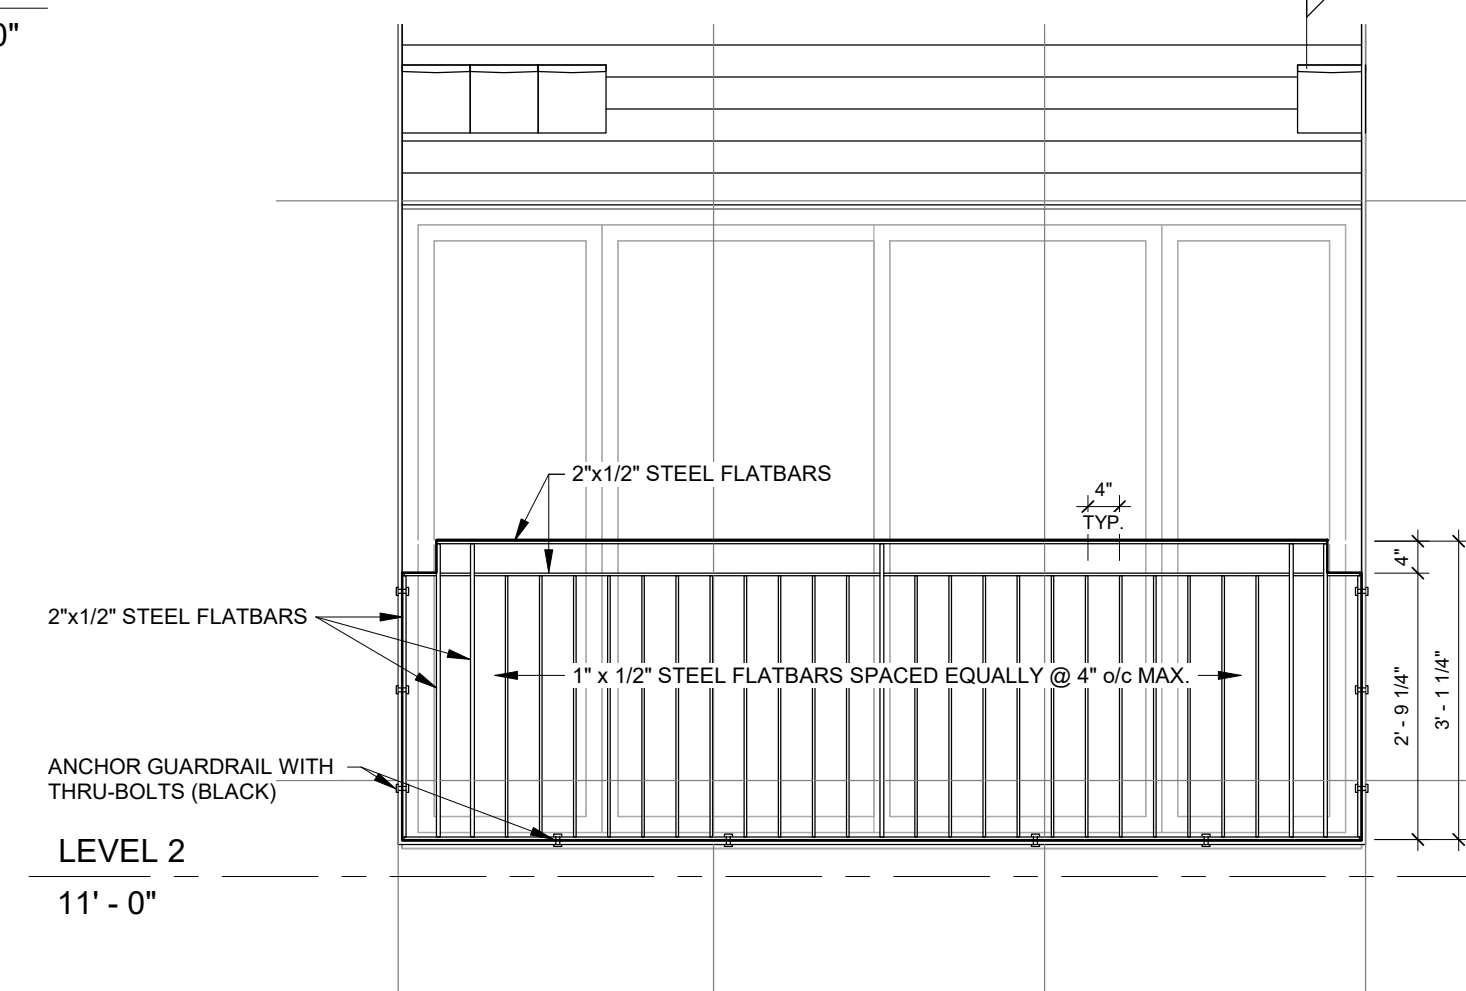 0"
2"x1/2" STEEL FLATBARS
4"
TYP.
4"
2"x1/2" STEEL FLATBARS
1" x 1/2" STEEL FLATBARS SPACED EQUALLY @ 4" o/c MAX.
2' - 9 1/4"
3' - 1 1/4"
ANCHOR GUARDRAIL WITH
THRU-BOLTS (BLACK)
LEVEL 2
11' - 0"